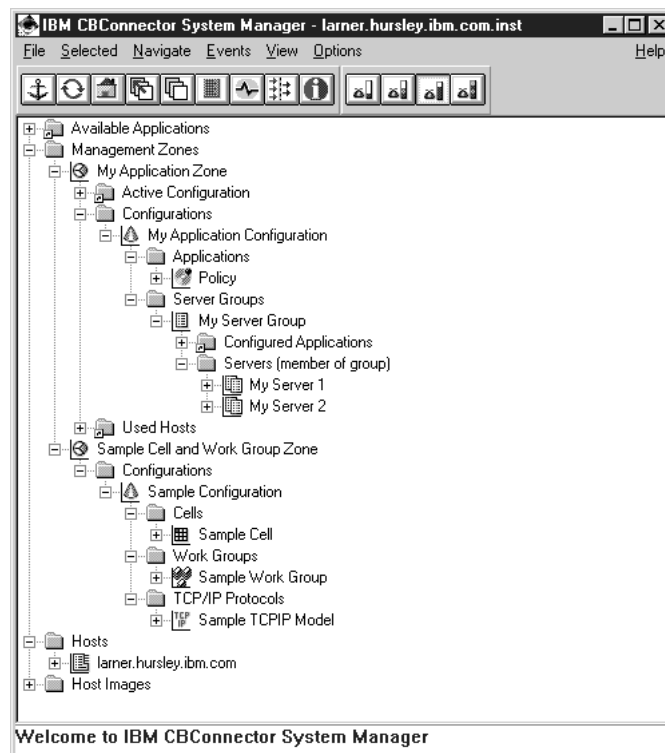 IBM CBConnector System Manager - larner.hursley.ibm.com.inst
File Selected Navigate Events View Options Help
Available Applications
Management Zones
My Application Zone
Active Configuration
Configurations
My Application Configuration
Applications
Policy
Server Groups
My Server Group
Configured Applications
Servers (member of group)
My Server 1
My Server 2
Used Hosts
Sample Cell and Work Group Zone
Configurations
Sample Configuration
Cells
Sample Cell
Work Groups
Sample Work Group
TCP/IP Protocols
TCP
IP
Sample TCPIP Model
Hosts
larner.hursley.ibm.com
Host Images
Welcome to IBM CBConnector System Manager